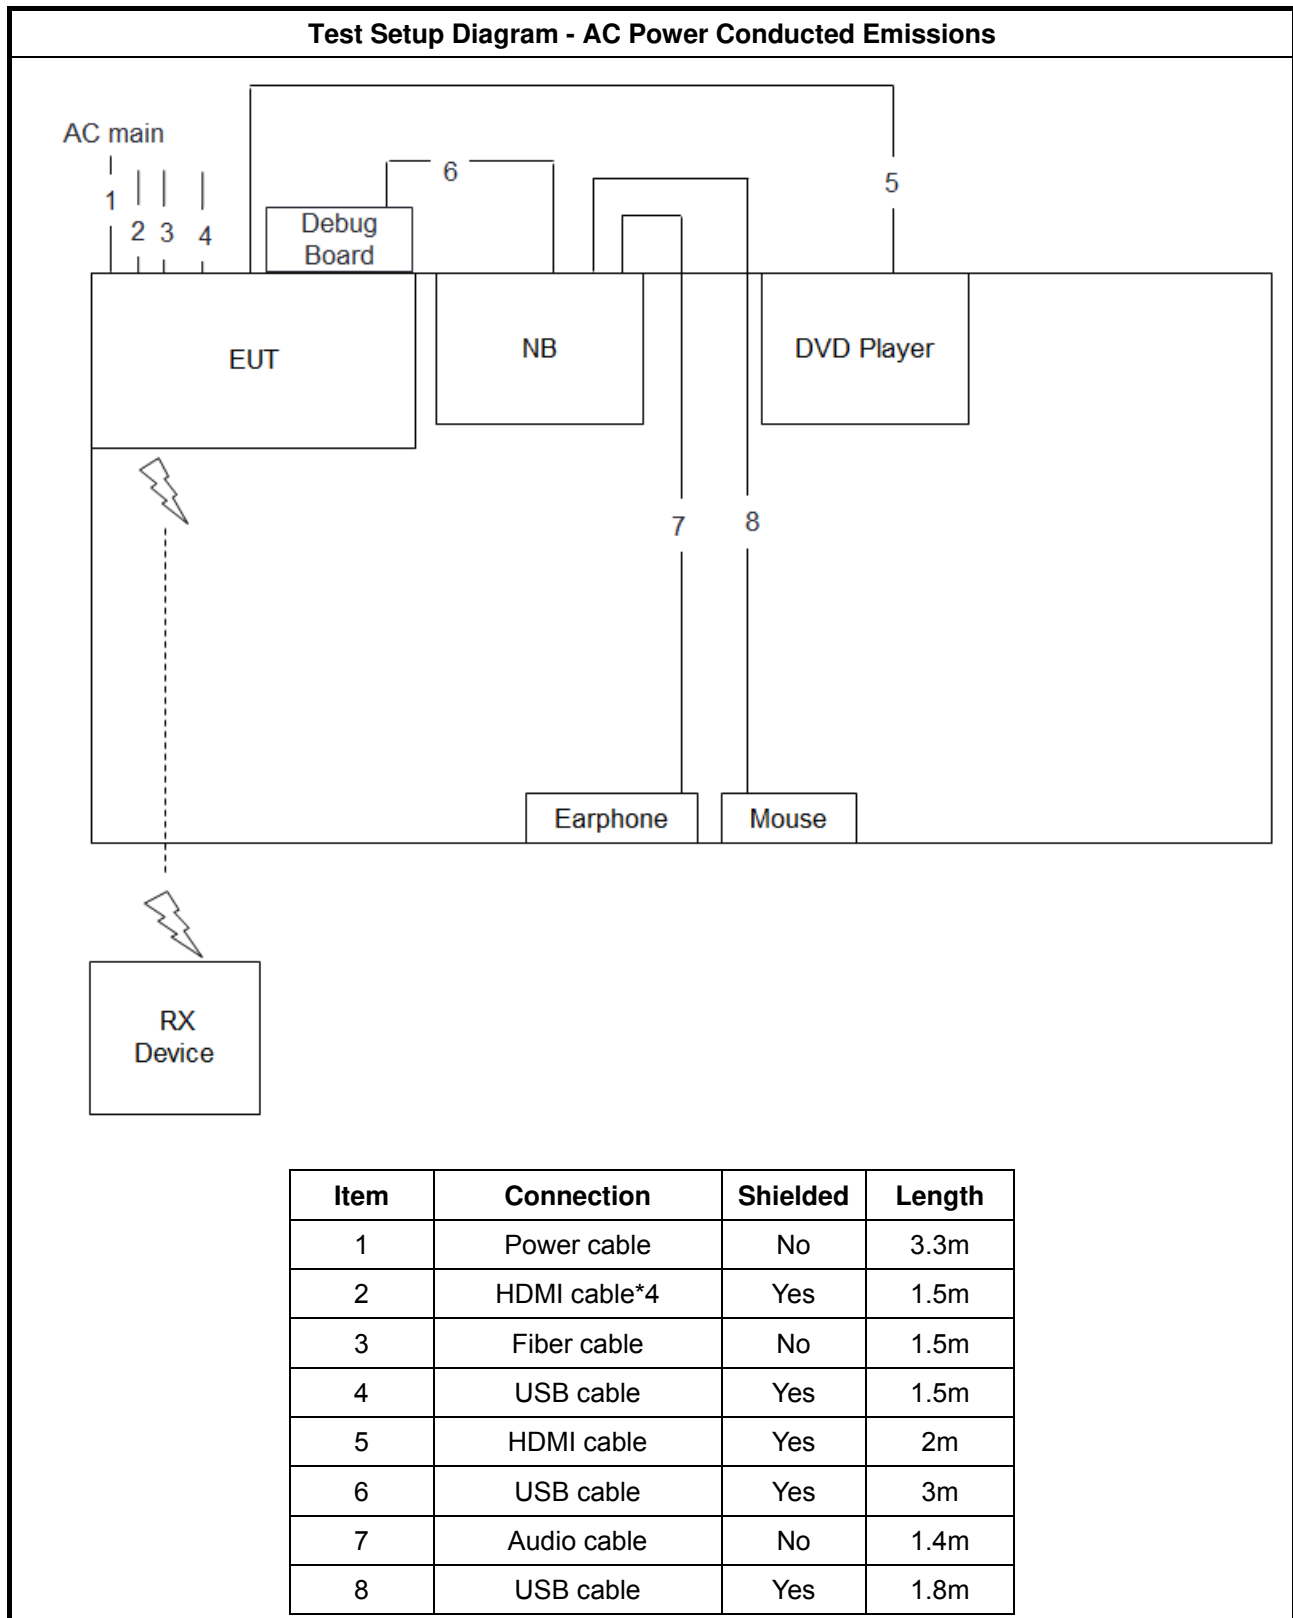 Test Setup Diagram - AC Power Conducted Emissions
AC main
1
2
3
4
5
6
Debug
Board
EUT
NB
DVD Player
7
8
Earphone
Mouse
RX
Device
Item Connection Shielded Length
1 Power cable No 3.3m
2 HDMI cable*4 Yes 1.5m
3 Fiber cable No 1.5m
4 USB cable Yes 1.5m
5 HDMI cable Yes 2m
6 USB cable Yes 3m
7 Audio cable No 1.4m
8 USB cable Yes 1.8m